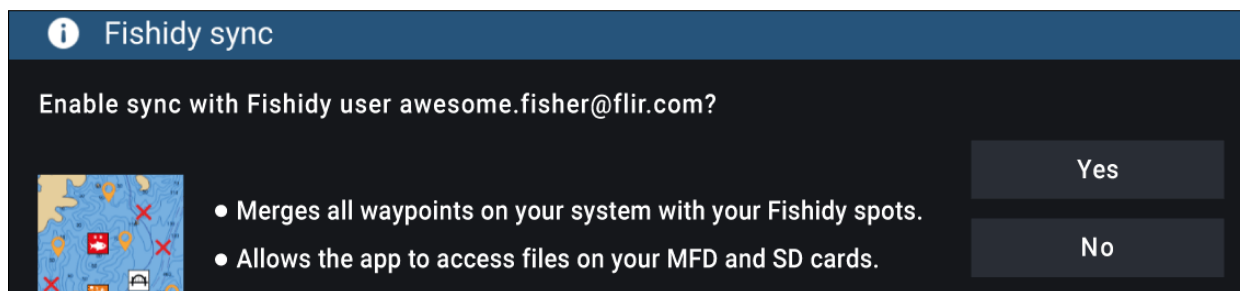 Fishidy sync
Enable sync with Fishidy user awesome.fisher@flir.com?
Yes
● Merges all waypoints on your system with your Fishidy spots.
● Allows the app to access files on your MFD and SD cards.
No